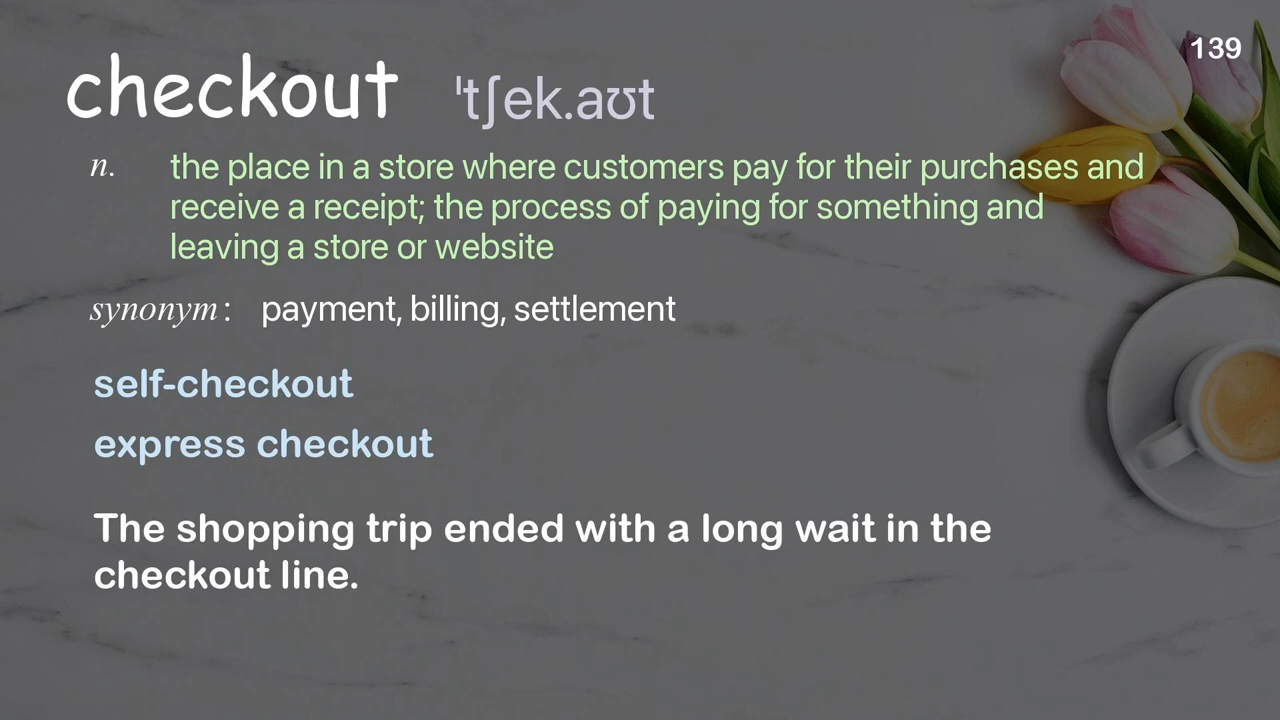 139
checkout ˈtʃek.aʊt
n. the place in a store where customers pay for their purchases and
receive a receipt; the process of paying for something and
leaving a store or website
synonym: payment, billing, settlement
self-checkout
express checkout
The shopping trip ended with a long wait in the
checkout line.